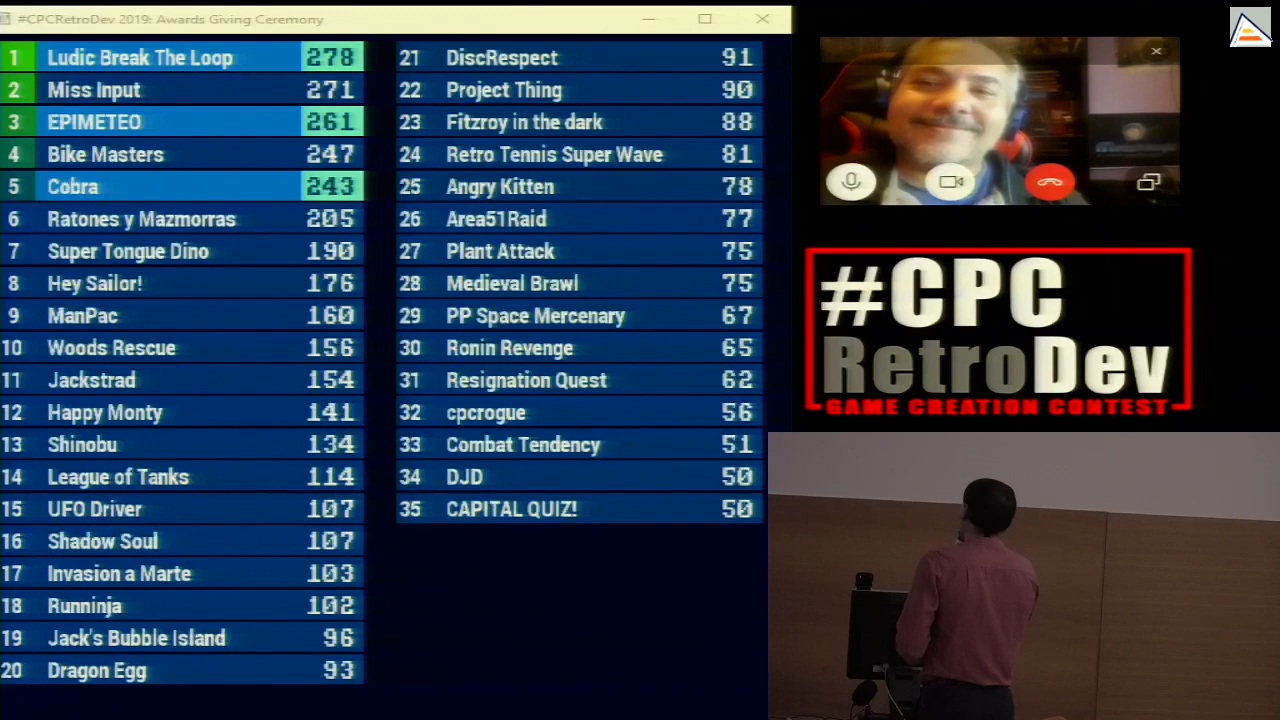 #CPCRetroDev 2019: Awards Giving Ceremony
1 Ludic Break The Loop 278
2 Miss Input 271
3 EPIMETEO 261
4 Bike Masters 247
5 Cobra 243
6 Ratones y Mazmorras 205
7 Super Tongue Dino 190
8 Hey Sailor! 176
9 ManPac 160
10 Woods Rescue 156
11 Jackstrad 154
12 Happy Monty 141
13 Shinobu 134
14 League of Tanks 114
15 UFO Driver 107
16 Shadow Soul 107
17 Invasion a Marte 103
18 Runninja 102
19 Jack's Bubble Island 96
20 Dragon Egg 93
21 DiscRespect 91
22 Project Thing 90
23 Fitzroy in the dark 88
24 Retro Tennis Super Wave 81
25 Angry Kitten 78
26 Area51Raid 77
27 Plant Attack 75
28 Medieval Brawl 75
29 PP Space Mercenary 67
30 Ronin Revenge 65
31 Resignation Quest 62
32 cpcrogue 56
33 Combat Tendency 51
34 DJD 50
35 CAPITAL QUIZ! 50
#CPC
RetroDev
GAME CREATION CONTEST